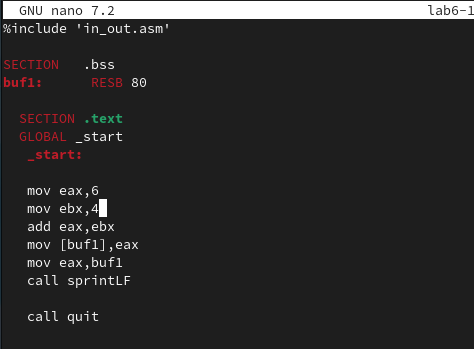 GNU nano 7.2 lab6-1
%include 'in_out.asm'
SECTION .bss
buf1: RESB 80
SECTION .text
GLOBAL _start
_start:
mov eax,6
mov ebx,4
add eax,ebx
mov [buf1],eax
mov eax,buf1
call sprintLF
call quit